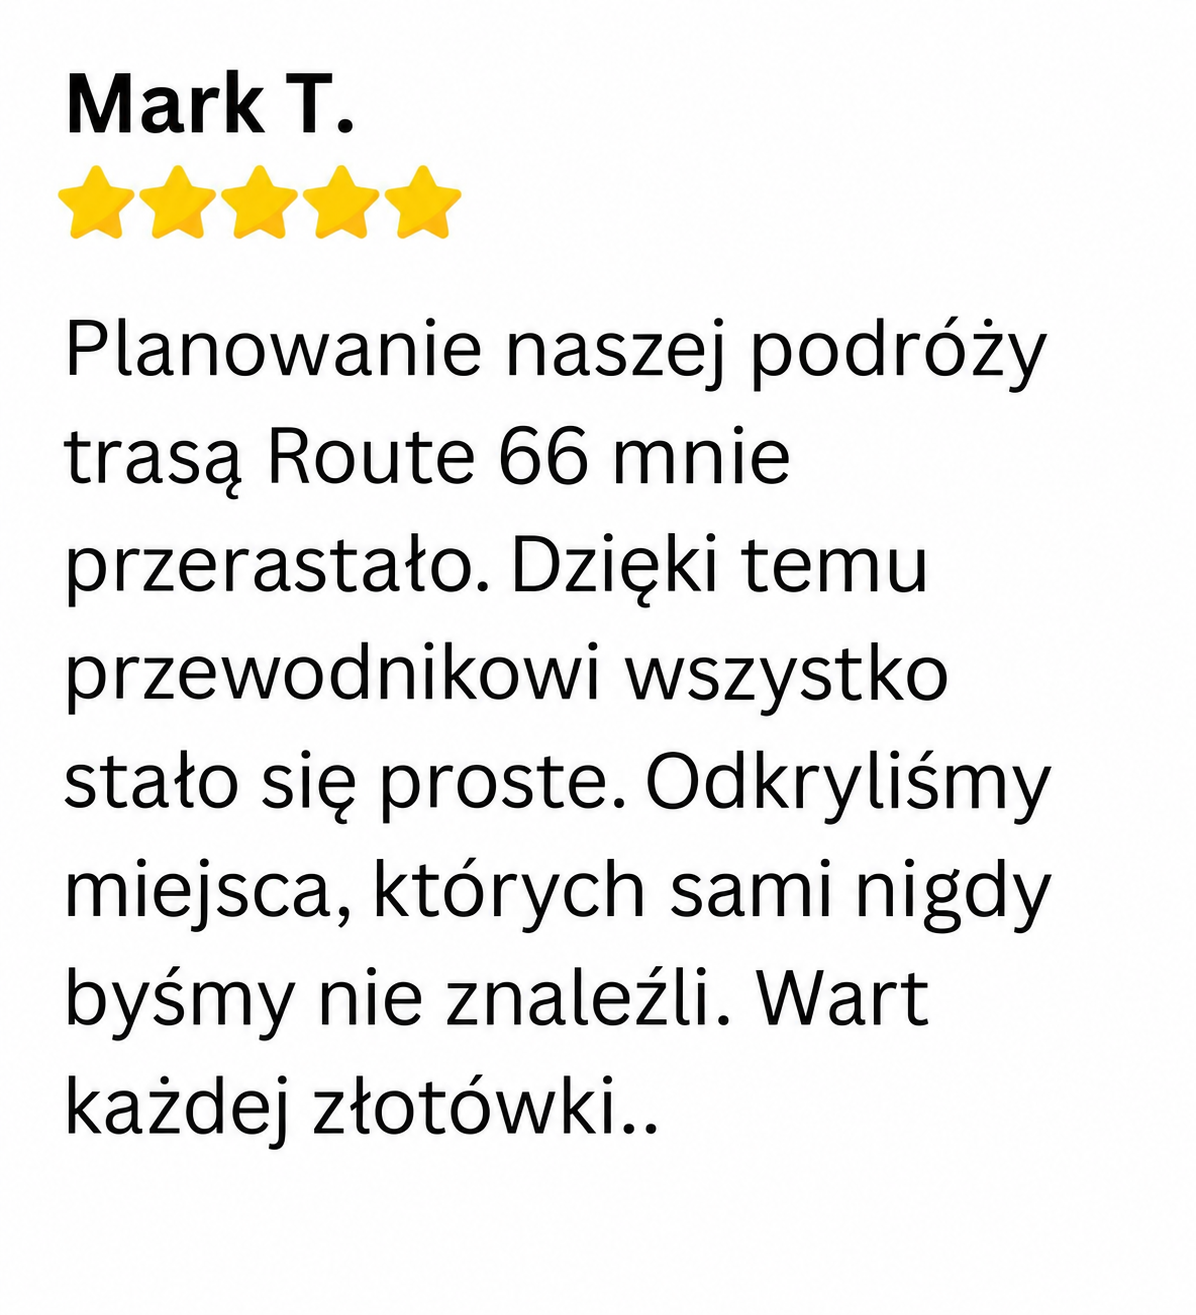 Mark T.
Planowanie naszej podróży
trasą Route 66 mnie
przerastało. Dzięki temu
przewodnikowi wszystko
stało się proste. Odkryliśmy
miejsca, których sami nigdy
byśmy nie znaleźli. Wart
każdej złotówki..